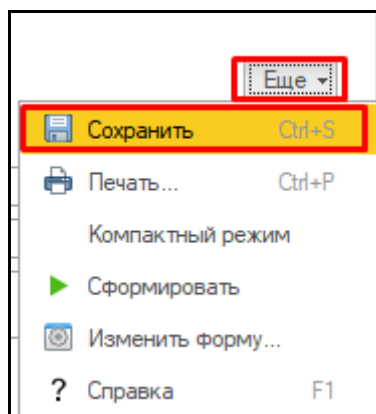 Еще
Сохранить Ctrl+S
Печать... Ctrl+P
Компактный режим
Сформировать
Изменить форму...
? Справка F1